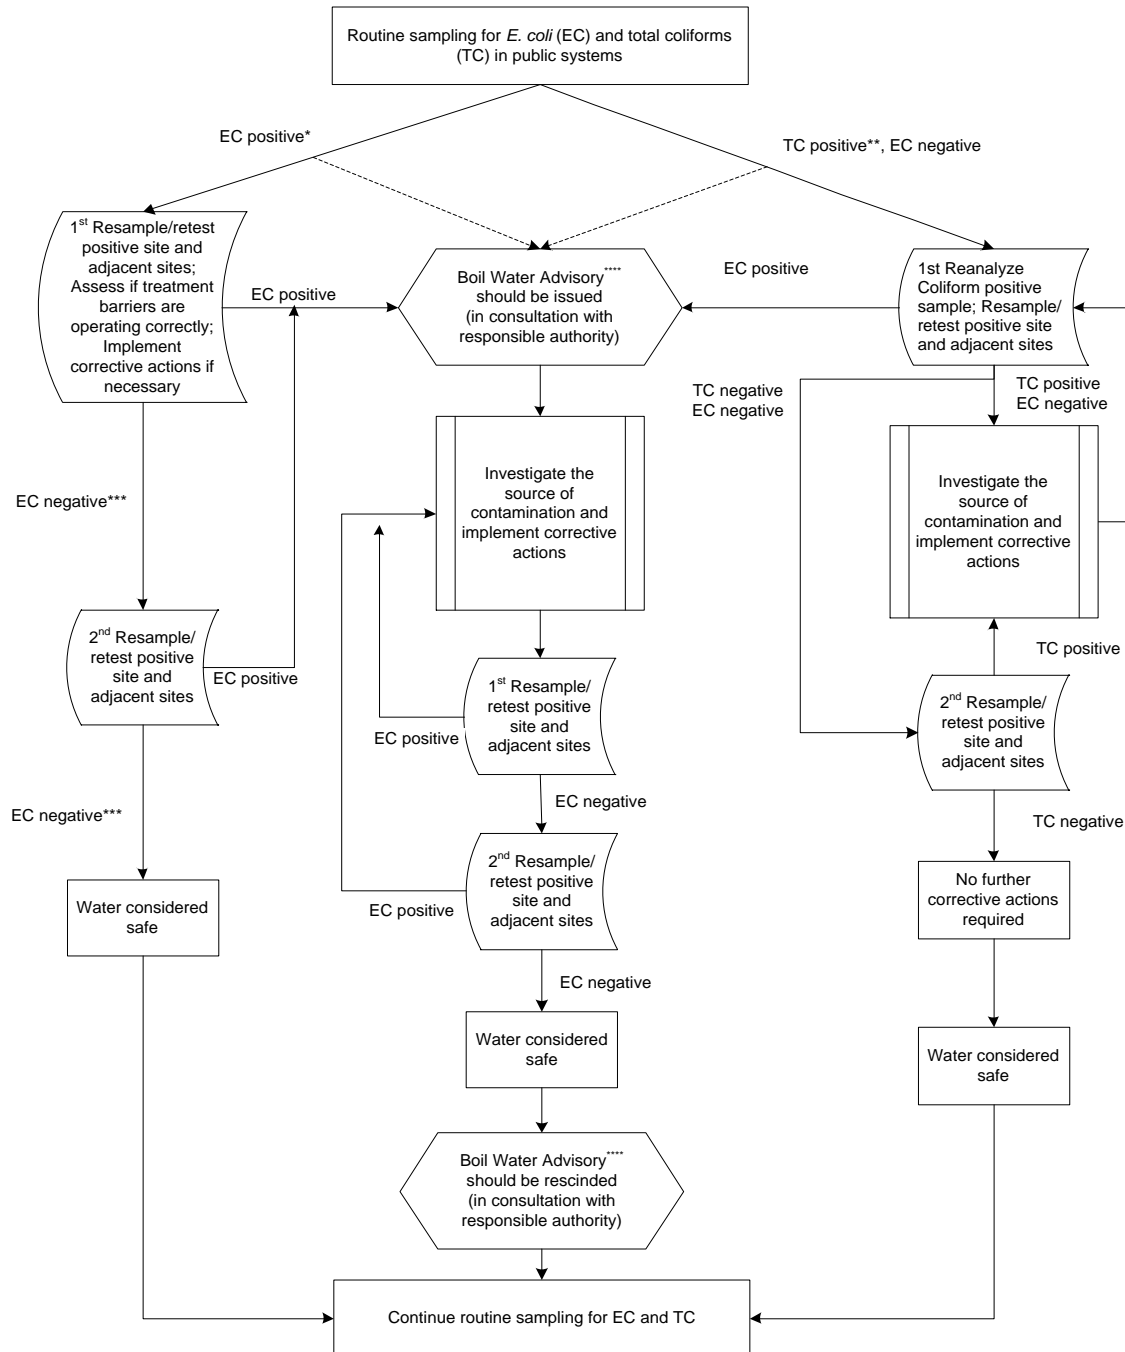 Routine sampling for E. coli (EC) and total coliforms
(TC) in public systems
EC positive*
TC positive**, EC negative
1st Resample/retest
positive site and
adjacent sites;
Assess if treatment
barriers are
operating correctly;
Implement
corrective actions if
necessary
EC positive
Boil Water Advisory****
should be issued
(in consultation with
responsible authority)
EC positive
1st Reanalyze
Coliform positive
sample; Resample/
retest positive site
and adjacent sites
TC negative
EC negative
TC positive
EC negative
EC negative***
Investigate the
source of
contamination and
implement corrective
actions
Investigate the
source of
contamination and
implement corrective
actions
2nd Resample/
retest positive
site and
adjacent sites
EC positive
1st Resample/
retest positive
site and
adjacent sites
EC positive
TC positive
2nd Resample/
retest positive
site and
adjacent sites
EC negative***
EC negative
TC negative
2nd Resample/
retest positive
site and
adjacent sites
EC positive
Water considered
safe
No further
corrective actions
required
EC negative
Water considered
safe
Water considered
safe
Boil Water Advisory****
should be rescinded
(in consultation with
responsible authority)
Continue routine sampling for EC and TC